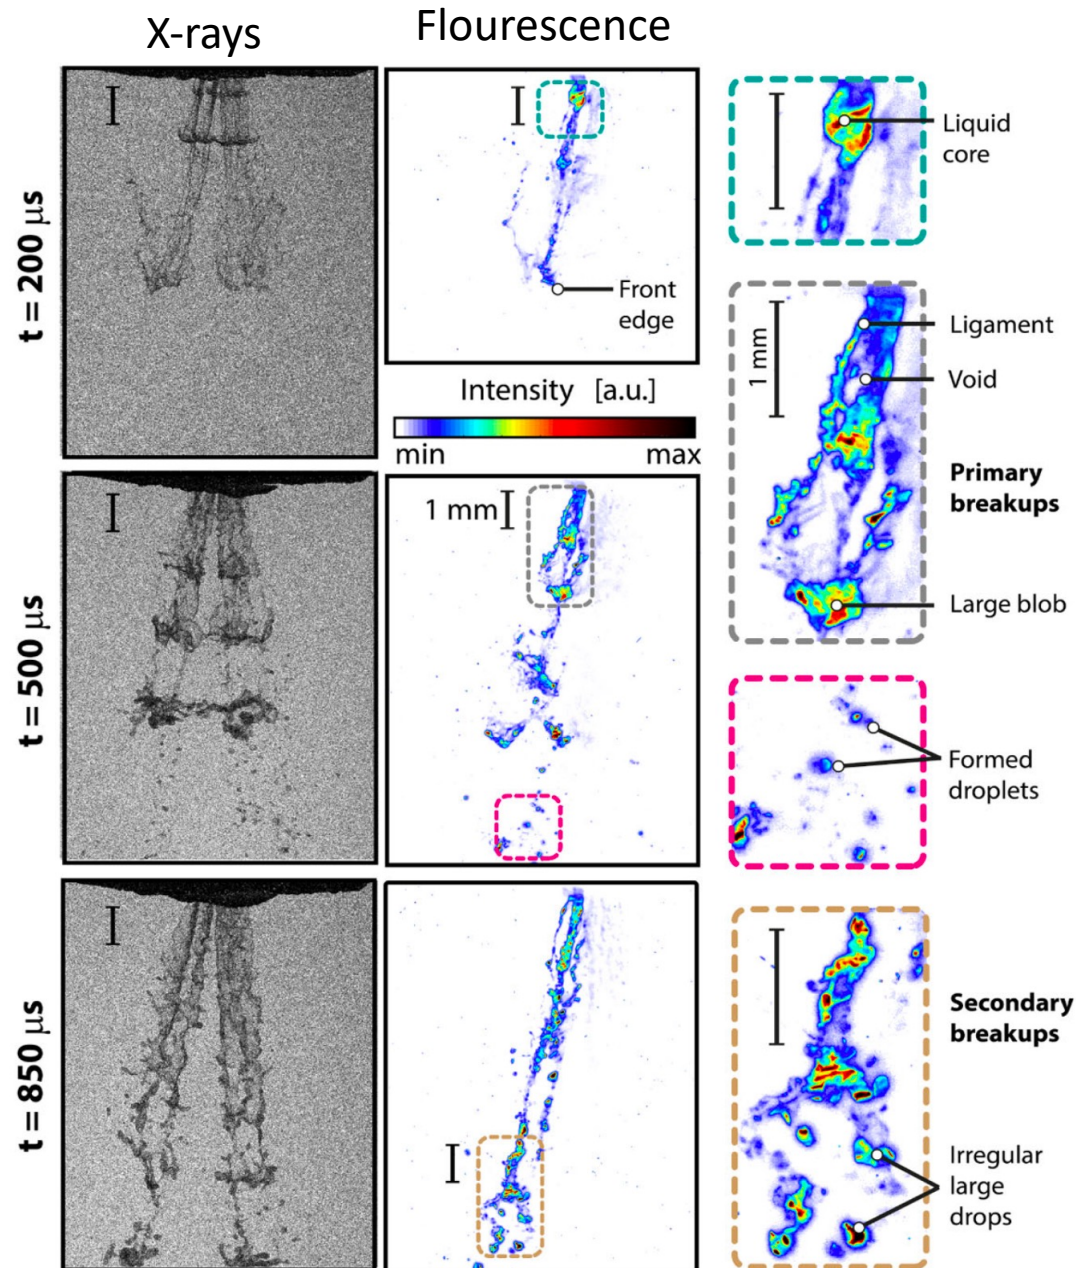 X-rays
Flourescence
t = 200 μs
Front
edge
Liquid
core
Intensity [a.u.]
min
max
1 mm
Ligament
Void
Primary
breakups
Large blob
t = 500 μs
1 mm
Formed
droplets
t = 850 μs
Secondary
breakups
Irregular
large
drops